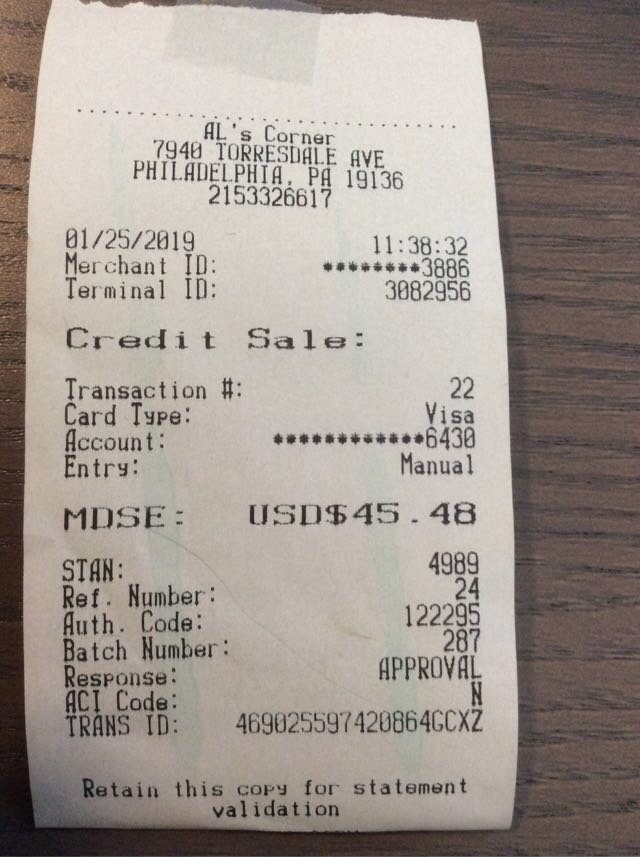 AL's Corner
7940 TORRESDALE AVE
PHILADELPHIA, PA 19136
2153326617
01/25/2019 11:38:32
Merchant ID: ********3886
Terminal ID: 3082956
Credit Sale:
Transaction #: 22
Card Type: Visa
Account: ************6430
Entry: Manual
MDSE: USD$45.48
STAN: 4989
Ref. Number: 24
Auth. Code: 122295
Batch Number: 287
Response: APPROVAL
ACI Code: N
TRANS ID: 469025597420864GCXZ
Retain this copy for statement
validation